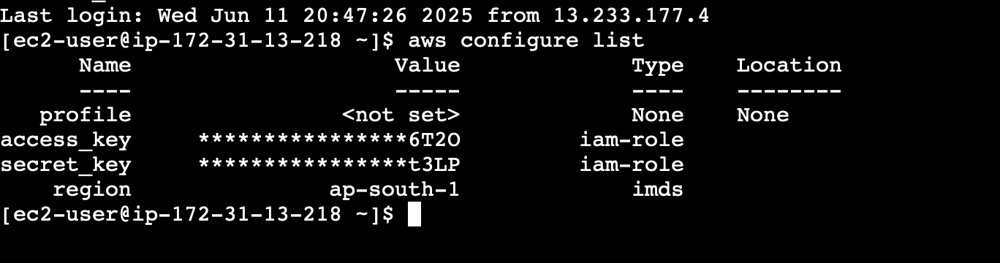 Last login: Wed Jun 11 20:47:26 2025 from 13.233.177.4
[ec2-user@ip-172-31-13-218 ~]$ aws configure list
      Name                    Value             Type    Location
      ----                    -----             ----    --------
   profile                <not set>             None    None
access_key     ****************6T2O         iam-role
secret_key     ****************t3LP         iam-role
    region               ap-south-1             imds
[ec2-user@ip-172-31-13-218 ~]$